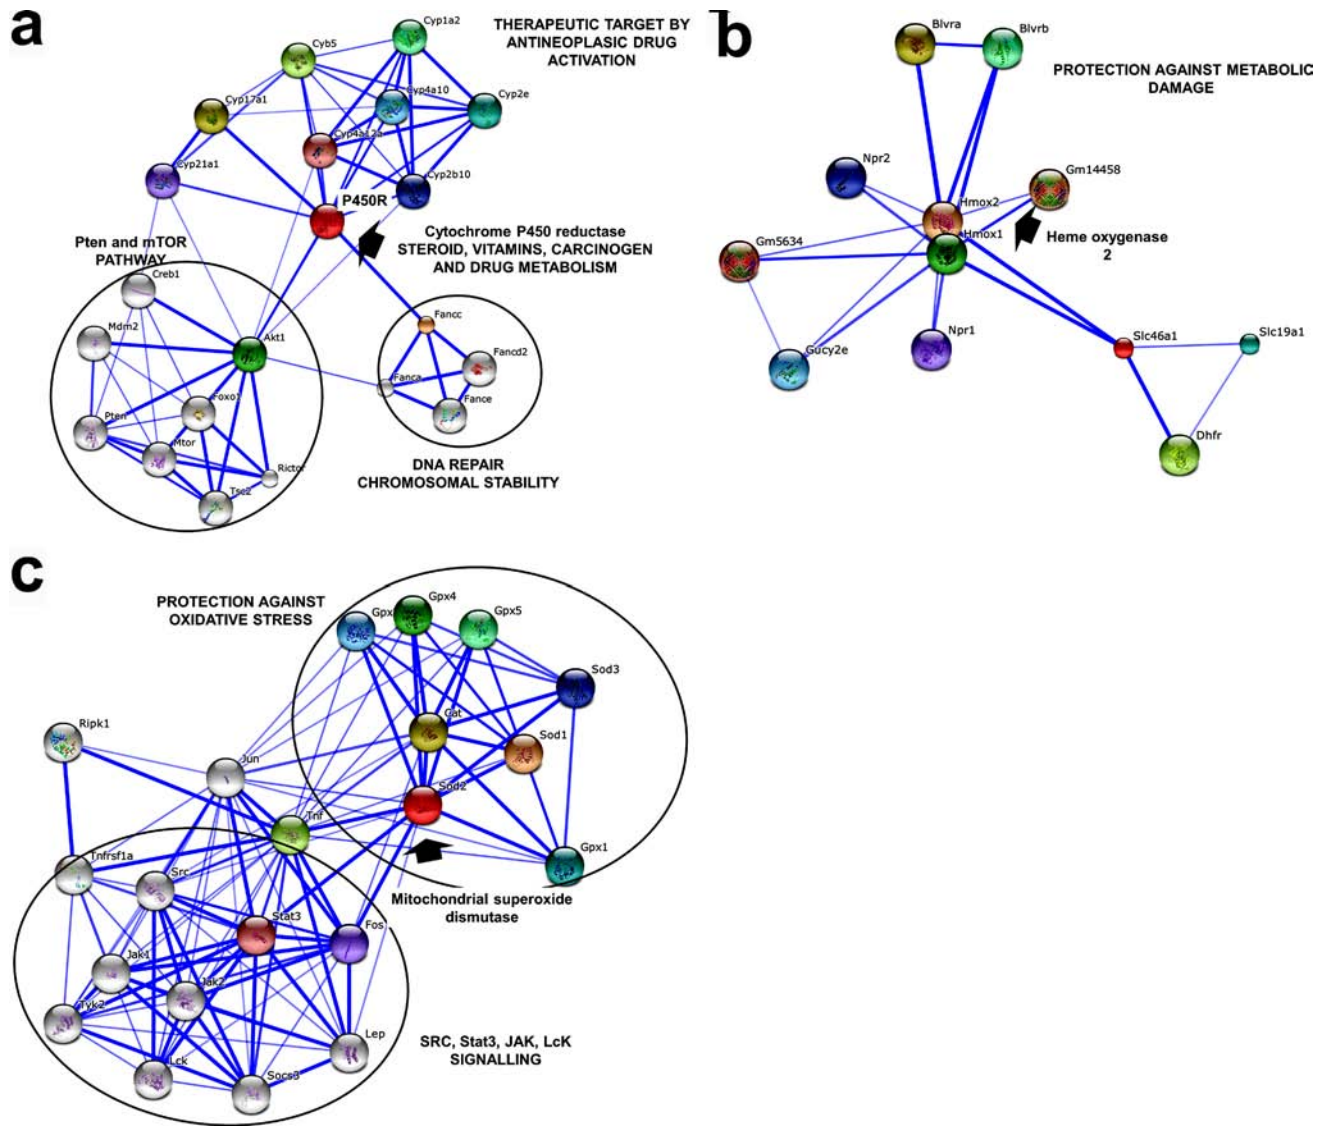 a
Cyp1a2
THERAPEUTIC TARGET BY
ANTINEOPLASIC DRUG
ACTIVATION
Cyb5
Cyp4a10
Cyp2e
Cyp17a1
Cyp4a12a
Cyp21a1
Cyp2b10
P450R
Cytochrome P450 reductase
STEROID, VITAMINS, CARCINOGEN
AND DRUG METABOLISM
Pten and mTOR
PATHWAY
Creb1
Mdm2
Akt1
Foxo1
Pten
Mtor
Rictor
Tsc2
Fancc
Fancd2
Fanca
Fance
DNA REPAIR
CHROMOSOMAL STABILITY
b
Blvra
Blvrb
PROTECTION AGAINST METABOLIC
DAMAGE
Npr2
Gm14458
Hmox2
Hmox1
Heme oxygenase
2
Gm5634
Gucy2e
Npr1
Slc46a1
Slc19a1
Dhfr
c
PROTECTION AGAINST
OXIDATIVE STRESS
Gpx
Gpx4
Gpx5
Sod3
Cat
Sod1
Sod2
Gpx1
Mitochondrial superoxide
dismutase
Ripk1
Jun
Tnf
Tnfrsf1a
Src
Stat3
Fos
Jak1
Jak2
Tyk2
Lep
Lck
Socs3
SRC, Stat3, JAK, LcK
SIGNALLING